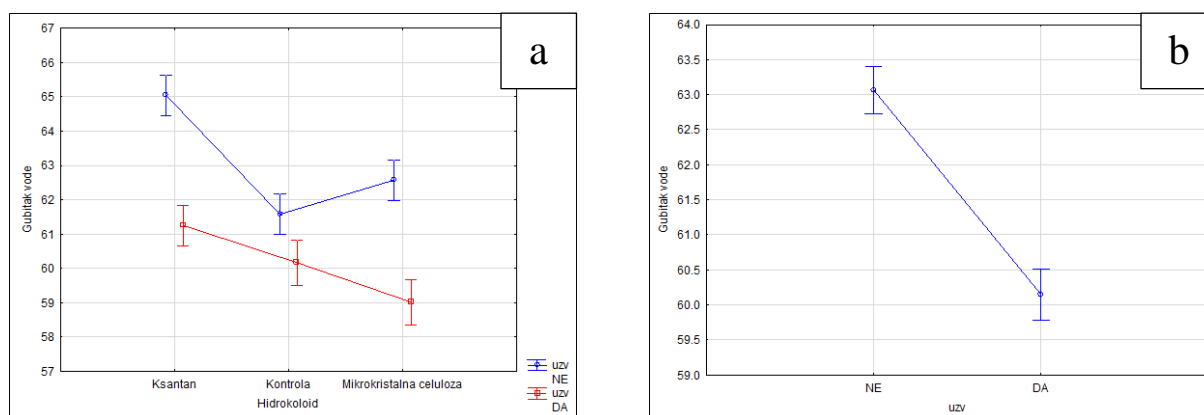 a
67
66
65
64
63
62
61
60
59
58
57
Gubitak vode
Ksantan
Kontrola
Mikrokristalna celuloza
Hidrokoloid
uzv
NE
uzv
DA
b
64.0
63.5
63.0
62.5
62.0
61.5
61.0
60.5
60.0
59.5
59.0
Gubitak vode
NE
DA
uzv